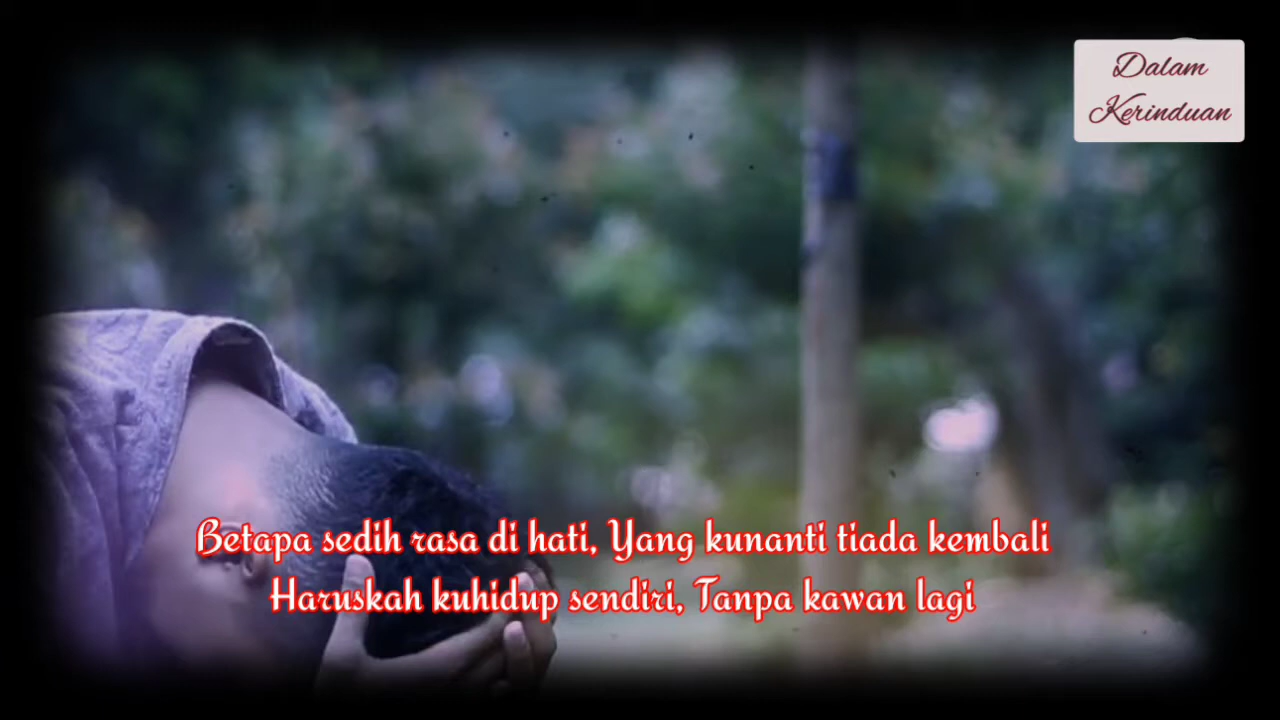 Dalam
Kerinduan
Betapa sedih rasa di hati, Yang kunanti tiada kembali
Haruskah kuhidup sendiri, Tanpa kawan lagi